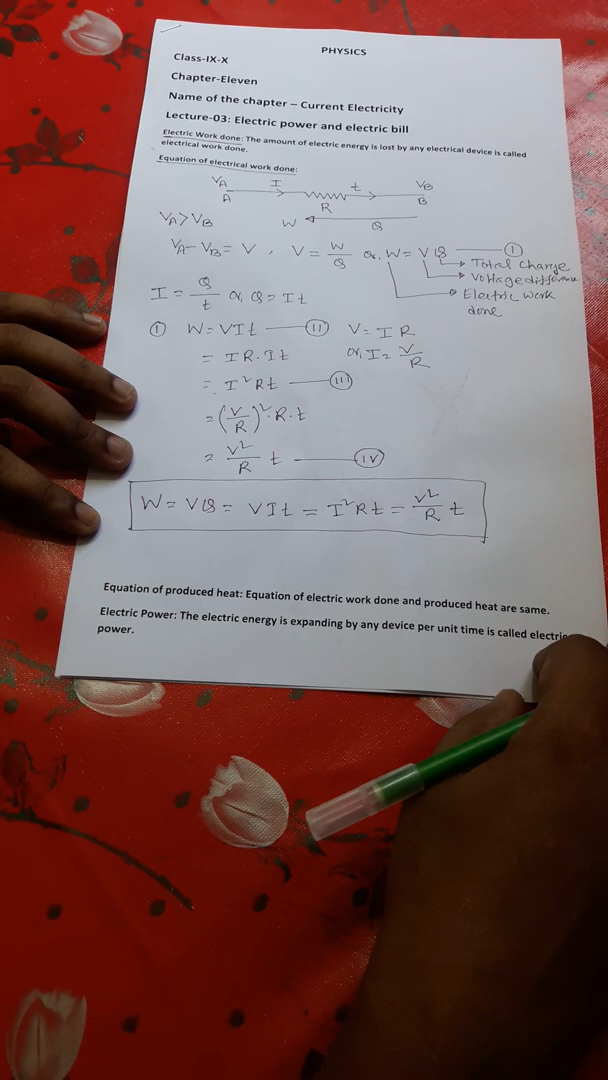 PHYSICS
Class-IX-X
Chapter-Eleven
Name of the chapter – Current Electricity
Lecture-03: Electric power and electric bill
Electric Work done: The amount of electric energy is lost by any electrical device is called
electrical work done.
Equation of electrical work done:
VA I t VB
A R B
VA > VB W Q
VA - VB = V , V = W/Q or, W = VQ (I)
Total Charge
Voltage difference
Electric work
done
I = Q/t or, Q = It
(I) W = VIt (II) V = IR
= IR.It or, I = V/R
= I²Rt (III)
= (V/R)².R.t
= V²/R t (IV)
W = VQ = VIt = I²Rt = V²/R t
Equation of produced heat: Equation of electric work done and produced heat are same.
Electric Power: The electric energy is expanding by any device per unit time is called electric
power.